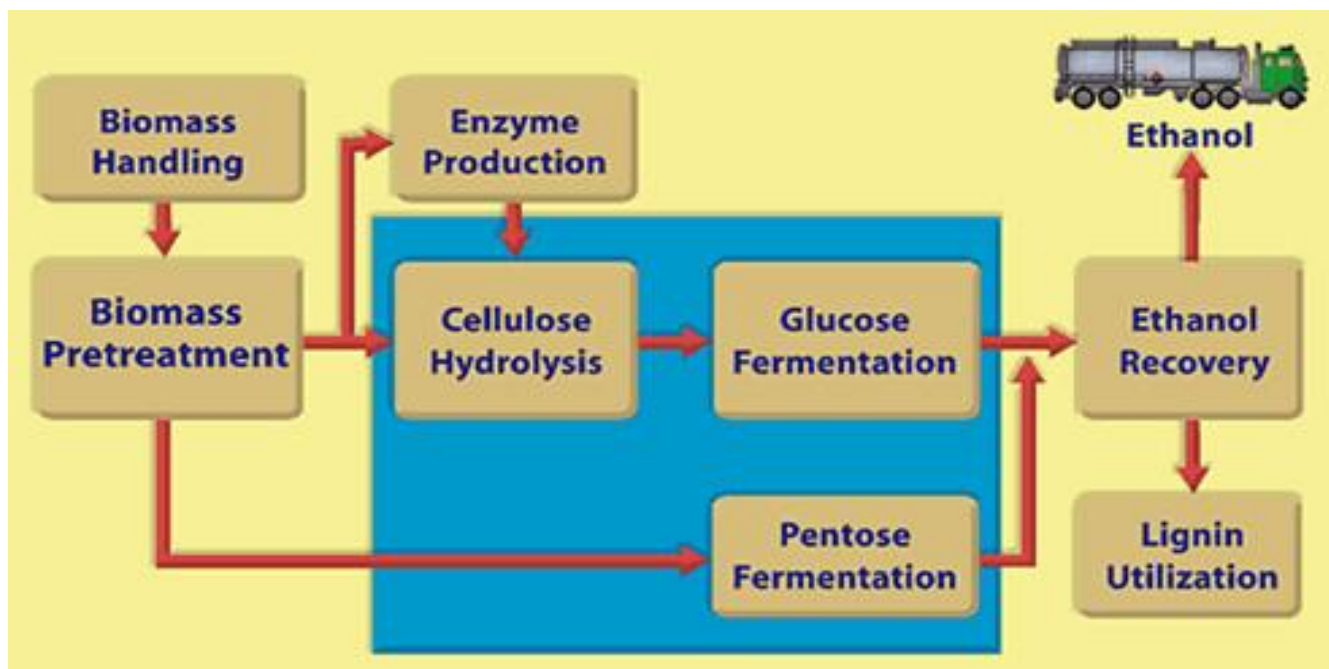 Biomass
Handling
Enzyme
Production
Ethanol
Biomass
Pretreatment
Cellulose
Hydrolysis
Glucose
Fermentation
Ethanol
Recovery
Pentose
Fermentation
Lignin
Utilization